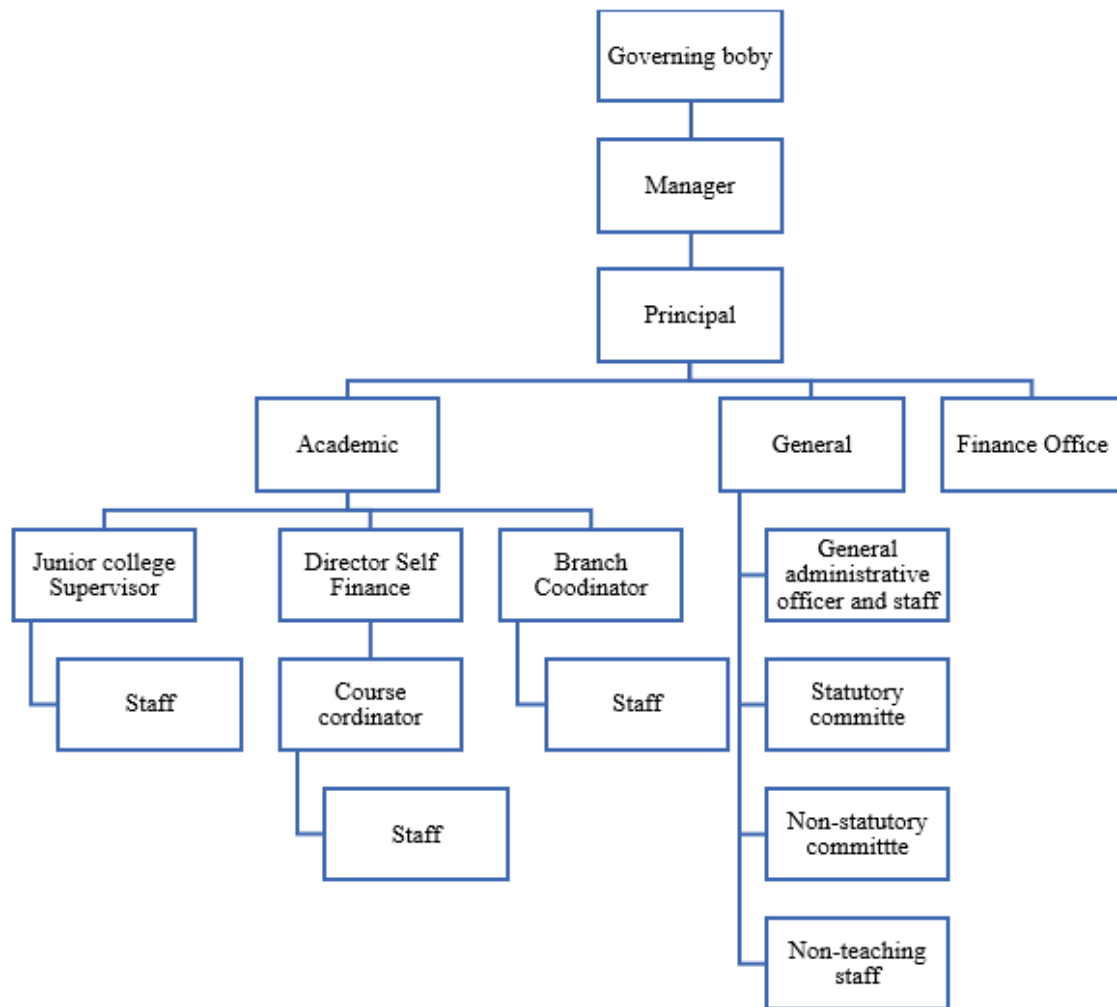 Governing boby
Manager
Principal
Academic
General
Finance Office
Junior college
Supervisor
Director Self
Finance
Branch
Coodinator
General
administrative
officer and staff
Staff
Course
cordinator
Staff
Statutory
committe
Staff
Non-statutory
committte
Non-teaching
staff